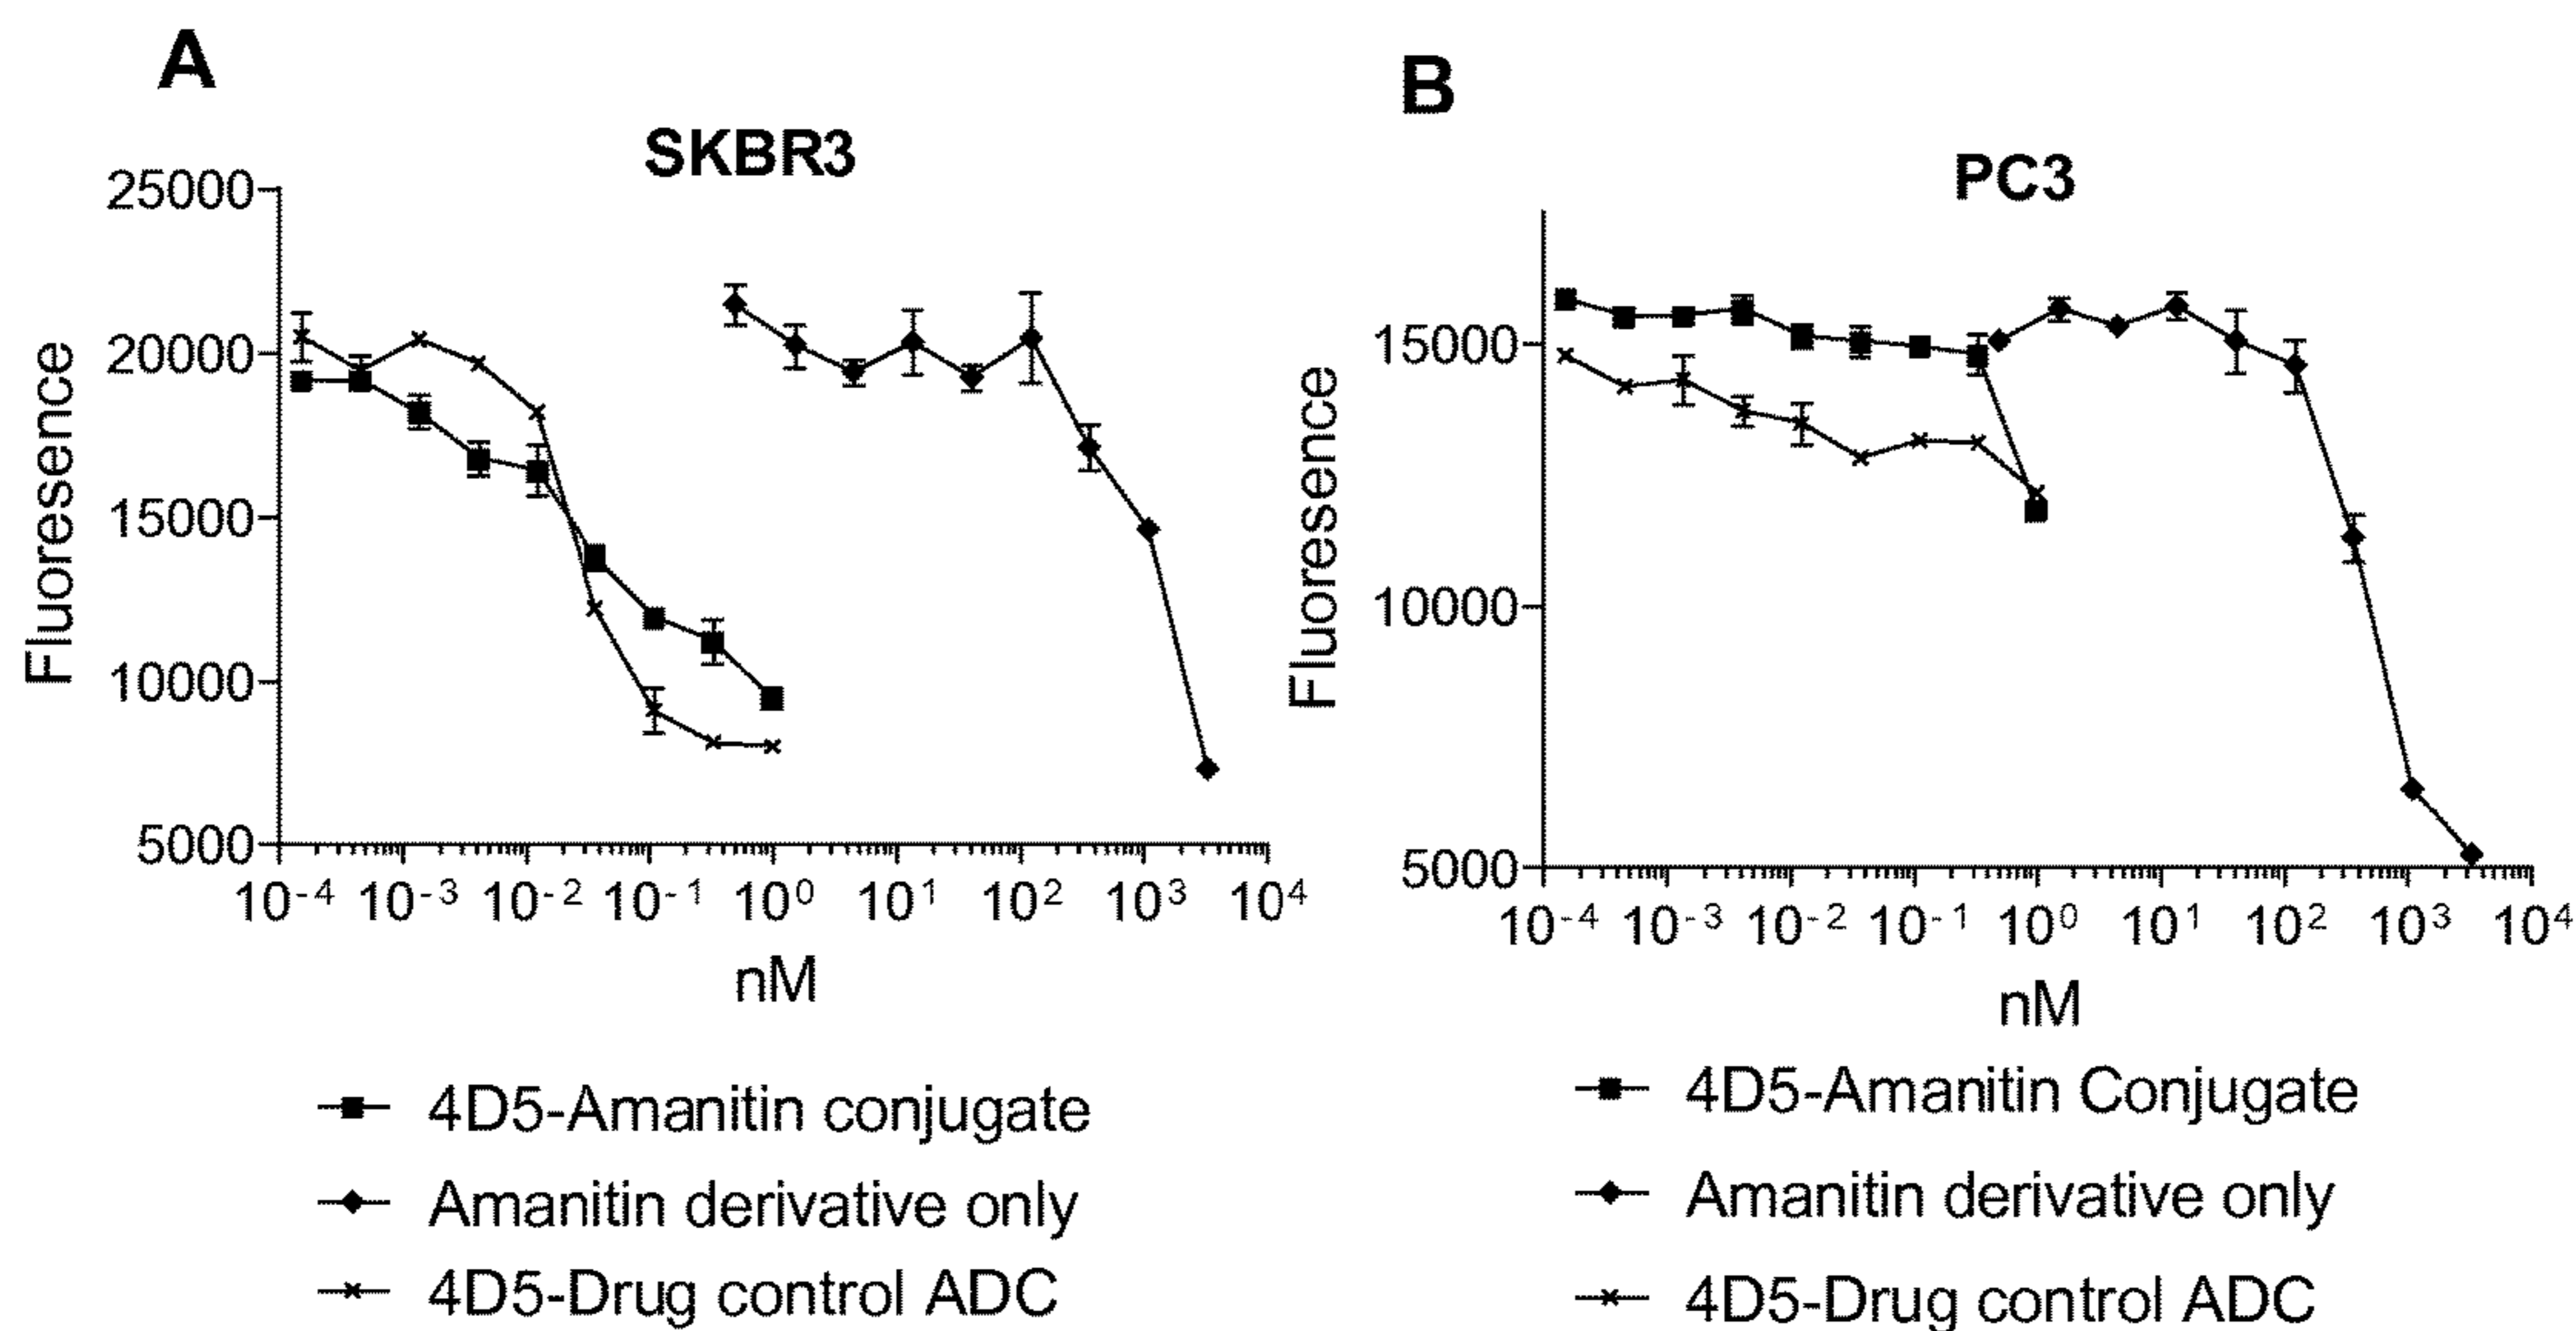 A
SKBR3
25000
20000
15000
10000
5000
Fluoresence
10⁻⁴ 10⁻³ 10⁻² 10⁻¹ 10⁰ 10¹ 10² 10³ 10⁴
nM
4D5-Amanitin conjugate
Amanitin derivative only
4D5-Drug control ADC
B
PC3
15000
10000
5000
Fluoresence
10⁻⁴ 10⁻³ 10⁻² 10⁻¹ 10⁰ 10¹ 10² 10³ 10⁴
nM
4D5-Amanitin Conjugate
Amanitin derivative only
4D5-Drug control ADC